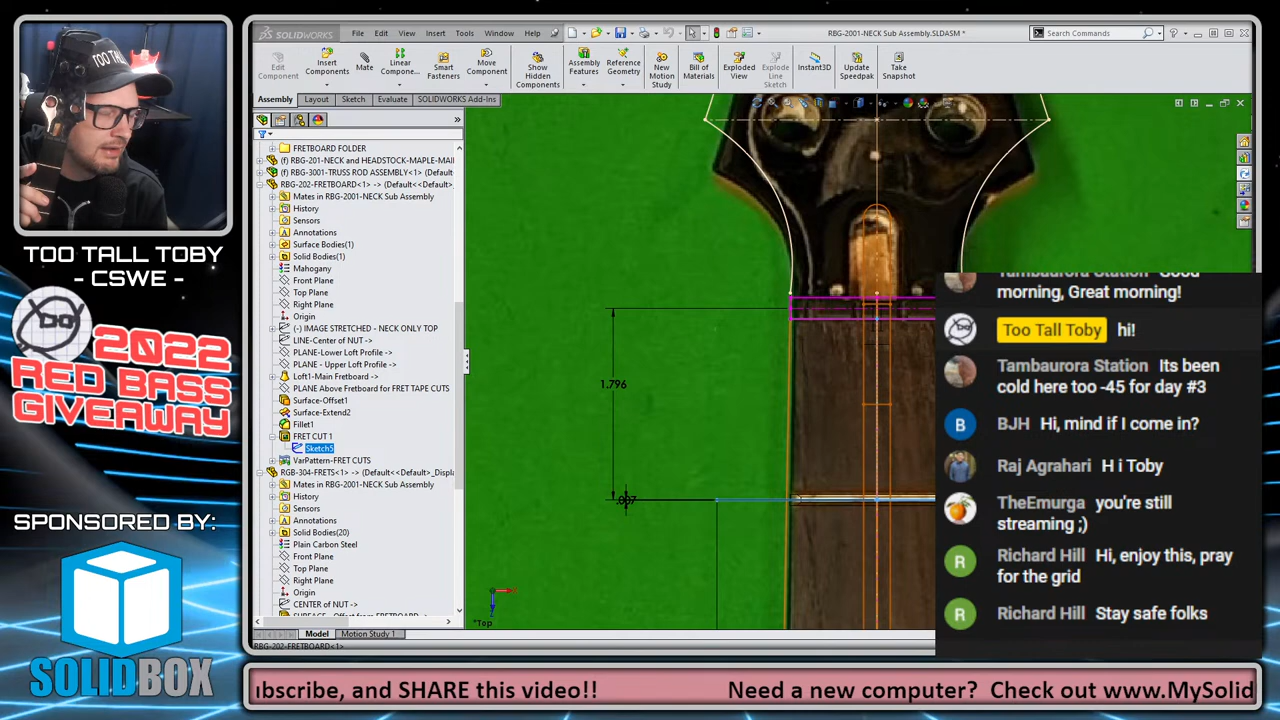 SOLIDWORKS
File Edit View Insert Tools Window Help
RBG-2001-NECK Sub Assembly.SLDASM *
Search Commands
Edit Component
Insert Components
Mate
Linear Compone...
Smart Fasteners
Move Component
Show Hidden Components
Assembly Features
Reference Geometry
New Motion Study
Bill of Materials
Exploded View
Explode Line Sketch
Instant3D
Update Speedpak
Take Snapshot
Assembly Layout Sketch Evaluate SOLIDWORKS Add-Ins
FRETBOARD FOLDER
(f) RBG-201-NECK and HEADSTOCK-MAPLE-MAI
(f) RBG-3001-TRUSS ROD ASSEMBLY<1> (Default
RBG-202-FRETBOARD<1> -> (Default<<Default>_
Mates in RBG-2001-NECK Sub Assembly
History
Sensors
Annotations
Surface Bodies(1)
Solid Bodies(1)
Mahogany
Front Plane
Top Plane
Right Plane
Origin
(-) IMAGE STRETCHED - NECK ONLY TOP
LINE-Center of NUT ->
PLANE-Lower Loft Profile ->
PLANE - Upper Loft Profile ->
Loft1-Main Fretboard ->
PLANE Above Fretboard for FRET TAPE CUTS
Surface-Offset1
Surface-Extend2
Fillet1
FRET CUT 1
Sketch5
VarPattern-FRET CUTS
RGB-304-FRETS<1> -> (Default<<Default>_Displa
Mates in RBG-2001-NECK Sub Assembly
History
Sensors
Annotations
Solid Bodies(20)
Plain Carbon Steel
Front Plane
Top Plane
Right Plane
Origin
CENTER of NUT ->
Model Motion Study 1
RBG-202-FRETBOARD<1>
1.796
.007
*Top
TOO TALL
TOO TALL TOBY
- CSWE -
2022
RED BASS
GIVEAWAY
SPONSORED BY:
SOLIDBOX
Tambaurora Station Good
morning, Great morning!
Too Tall Toby hi!
Tambaurora Station Its been
cold here too -45 for day #3
B BJH Hi, mind if I come in?
Raj Agrahari H i Toby
TheEmurga you're still
streaming ;)
R Richard Hill Hi, enjoy this, pray
for the grid
R Richard Hill Stay safe folks
ıbscribe, and SHARE this video!! Need a new computer? Check out www.MySolid